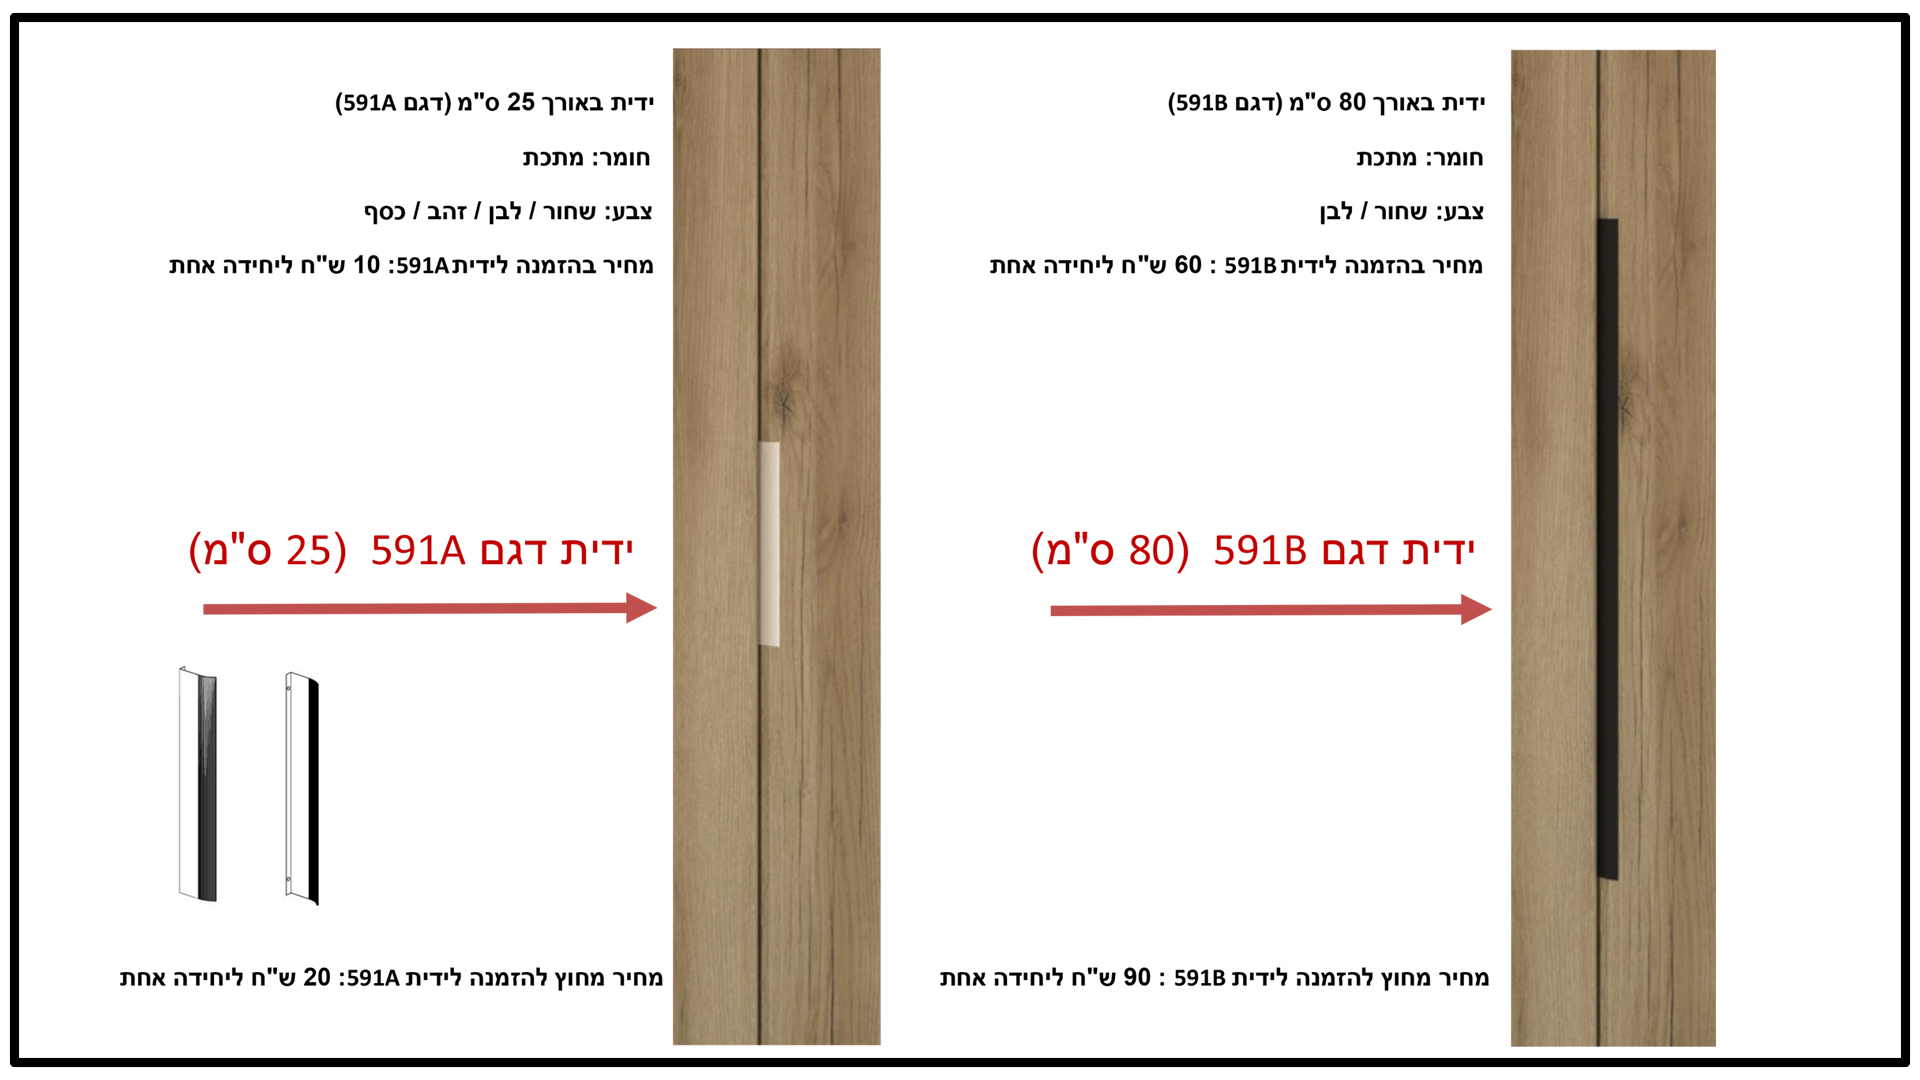 ידית באורך 80 ס"מ (דגם 591B)
חומר: מתכת
צבע: שחור / לבן
מחיר בהזמנה לידית 591B : 60 ש"ח ליחידה אחת
ידית דגם 591B (80 ס"מ)
מחיר מחוץ להזמנה לידית 591B : 90 ש"ח ליחידה אחת
ידית באורך 25 ס"מ (דגם 591A)
חומר: מתכת
צבע: שחור / לבן / זהב / כסף
מחיר בהזמנה לידית 591A: 10 ש"ח ליחידה אחת
ידית דגם 591A (25 ס"מ)
מחיר מחוץ להזמנה לידית 591A: 20 ש"ח ליחידה אחת